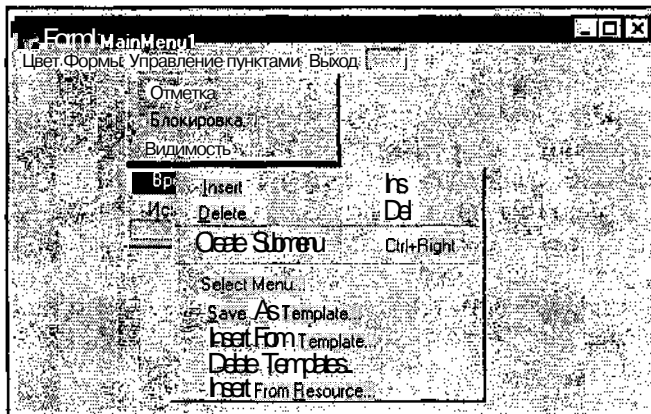 Form1.MainMenu1
Цвет Формы Управление пунктами Выход
Отметка
Блокировка
Видимость
Insert Ins
Delete Del
Create Submenu Ctrl+Right
Select Menu...
Save As Template...
Insert From Template...
Delete Templates...
Insert From Resource...